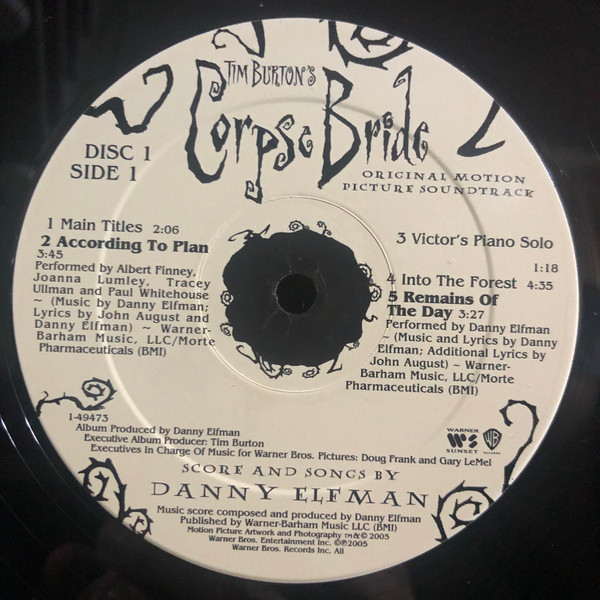 TIM BURTON'S
Corpse Bride
ORIGINAL MOTION
PICTURE SOUNDTRACK
DISC 1
SIDE 1
1 Main Titles 2:06
2 According To Plan
3:45
Performed by Albert Finney,
Joanna Lumley, Tracey
Ullman and Paul Whitehouse
~ (Music by Danny Elfman;
Lyrics by John August and
Danny Elfman) ~ Warner-
Barham Music, LLC/Morte
Pharmaceuticals (BMI)
3 Victor's Piano Solo
1:18
4 Into The Forest 4:35
5 Remains Of
The Day 3:27
Performed by Danny Elfman
~ (Music and Lyrics by Danny
Elfman; Additional Lyrics by
John August) ~ Warner-
Barham Music, LLC/Morte
Pharmaceuticals (BMI)
1-49473
Album Produced by Danny Elfman
Executive Album Producer: Tim Burton
Executives In Charge Of Music for Warner Bros. Pictures: Doug Frank and Gary LeMel
WARNER
SUNSET
WB
RECORDS
SCORE AND SONGS BY
DANNY ELFMAN
Music score composed and produced by Danny Elfman
Published by Warner-Barham Music LLC (BMI)
Motion Picture Artwork and Photography ™&© 2005
Warner Bros. Entertainment Inc. ©℗2005
Warner Bros. Records Inc. All